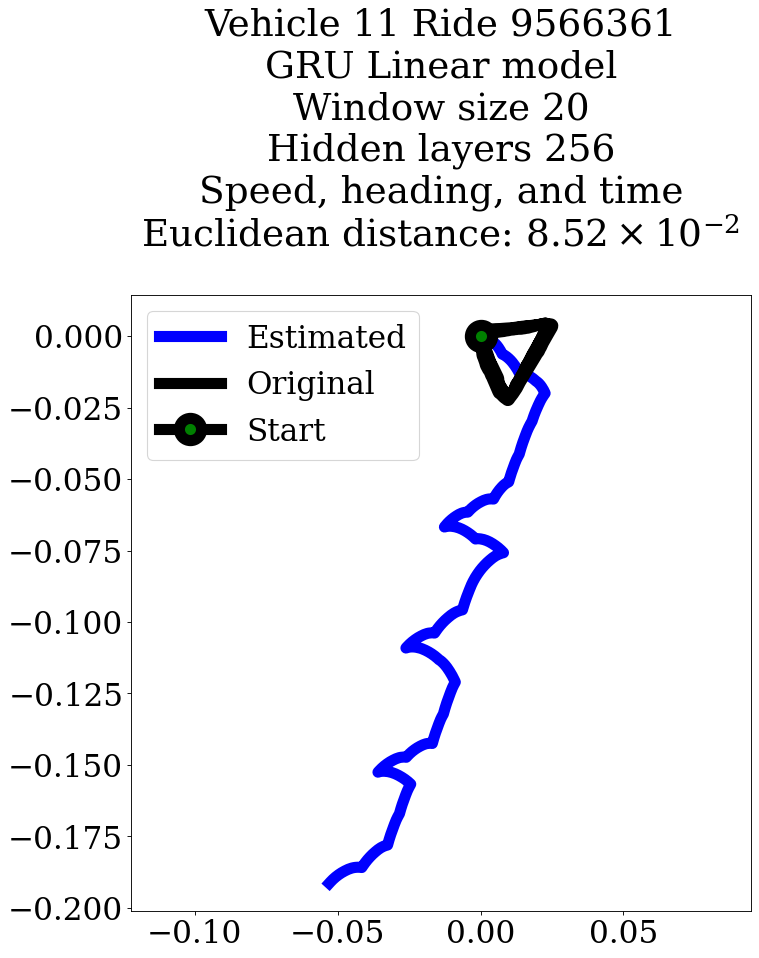 Vehicle 11 Ride 9566361
GRU Linear model
Window size 20
Hidden layers 256
Speed, heading, and time
Euclidean distance: 8.52 × 10⁻²
Estimated
Original
Start
0.000
−0.025
−0.050
−0.075
−0.100
−0.125
−0.150
−0.175
−0.200
−0.10 −0.05 0.00 0.05